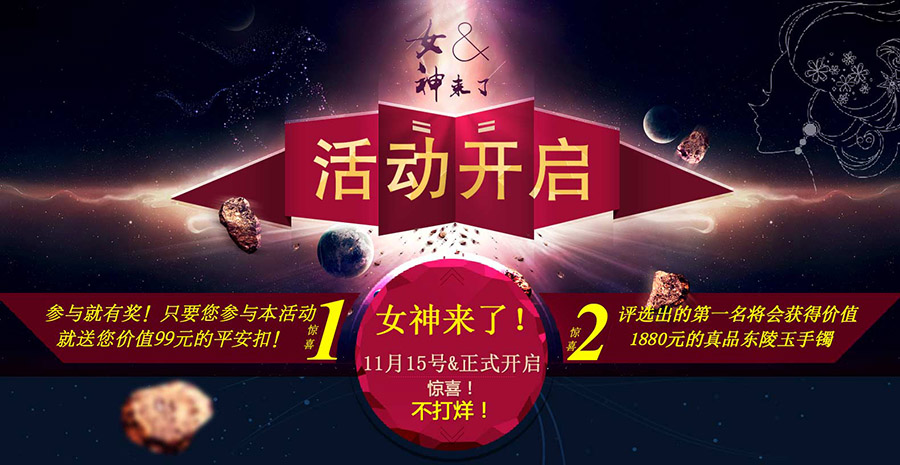 女&
神来了
活动开启
参与就有奖！只要您参与本活动
就送您价值99元的平安扣！
惊喜1
女神来了！
11月15号&正式开启
惊喜！
不打烊！
惊喜2
评选出的第一名将会获得价值
1880元的真品东陵玉手镯